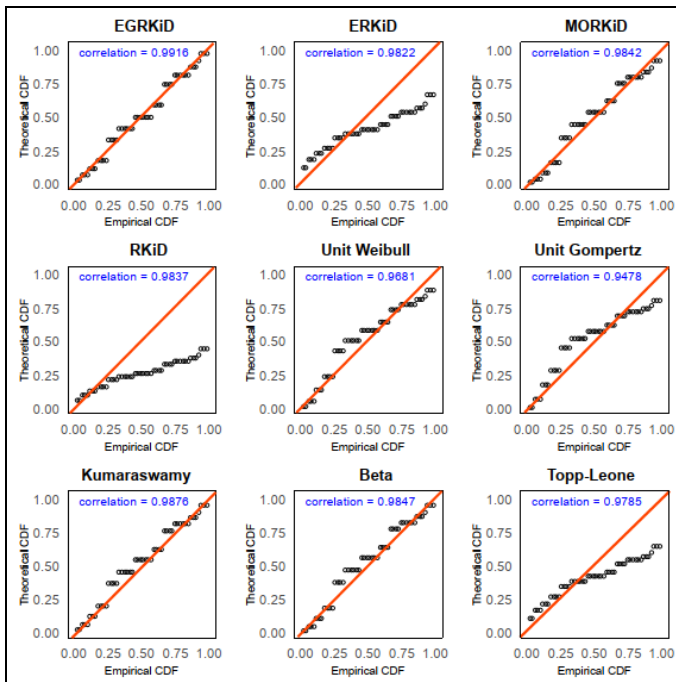 EGRKiD
correlation = 0.9916
1.00
0.75
0.50
0.25
0.00
Theoretical CDF
0.00 0.25 0.50 0.75 1.00
Empirical CDF
ERKiD
correlation = 0.9822
1.00
0.75
0.50
0.25
0.00
Theoretical CDF
0.00 0.25 0.50 0.75 1.00
Empirical CDF
MORKiD
correlation = 0.9842
1.00
0.75
0.50
0.25
0.00
Theoretical CDF
0.00 0.25 0.50 0.75 1.00
Empirical CDF
RKiD
correlation = 0.9837
1.00
0.75
0.50
0.25
0.00
Theoretical CDF
0.00 0.25 0.50 0.75 1.00
Empirical CDF
Unit Weibull
correlation = 0.9681
1.00
0.75
0.50
0.25
0.00
Theoretical CDF
0.00 0.25 0.50 0.75 1.00
Empirical CDF
Unit Gompertz
correlation = 0.9478
1.00
0.75
0.50
0.25
0.00
Theoretical CDF
0.00 0.25 0.50 0.75 1.00
Empirical CDF
Kumaraswamy
correlation = 0.9876
1.00
0.75
0.50
0.25
0.00
Theoretical CDF
0.00 0.25 0.50 0.75 1.00
Empirical CDF
Beta
correlation = 0.9847
1.00
0.75
0.50
0.25
0.00
Theoretical CDF
0.00 0.25 0.50 0.75 1.00
Empirical CDF
Topp-Leone
correlation = 0.9785
1.00
0.75
0.50
0.25
0.00
Theoretical CDF
0.00 0.25 0.50 0.75 1.00
Empirical CDF